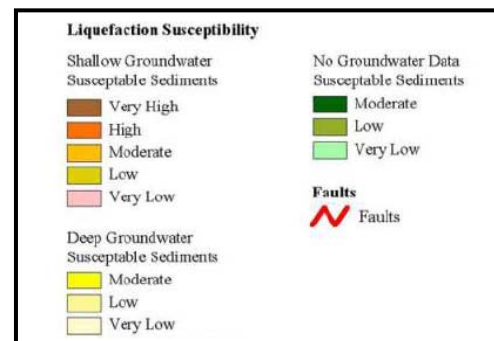 Liquefaction Susceptibility
Shallow Groundwater
Susceptable Sediments
Very High
High
Moderate
Low
Very Low
Deep Groundwater
Susceptable Sediments
Moderate
Low
Very Low
No Groundwater Data
Susceptable Sediments
Moderate
Low
Very Low
Faults
Faults